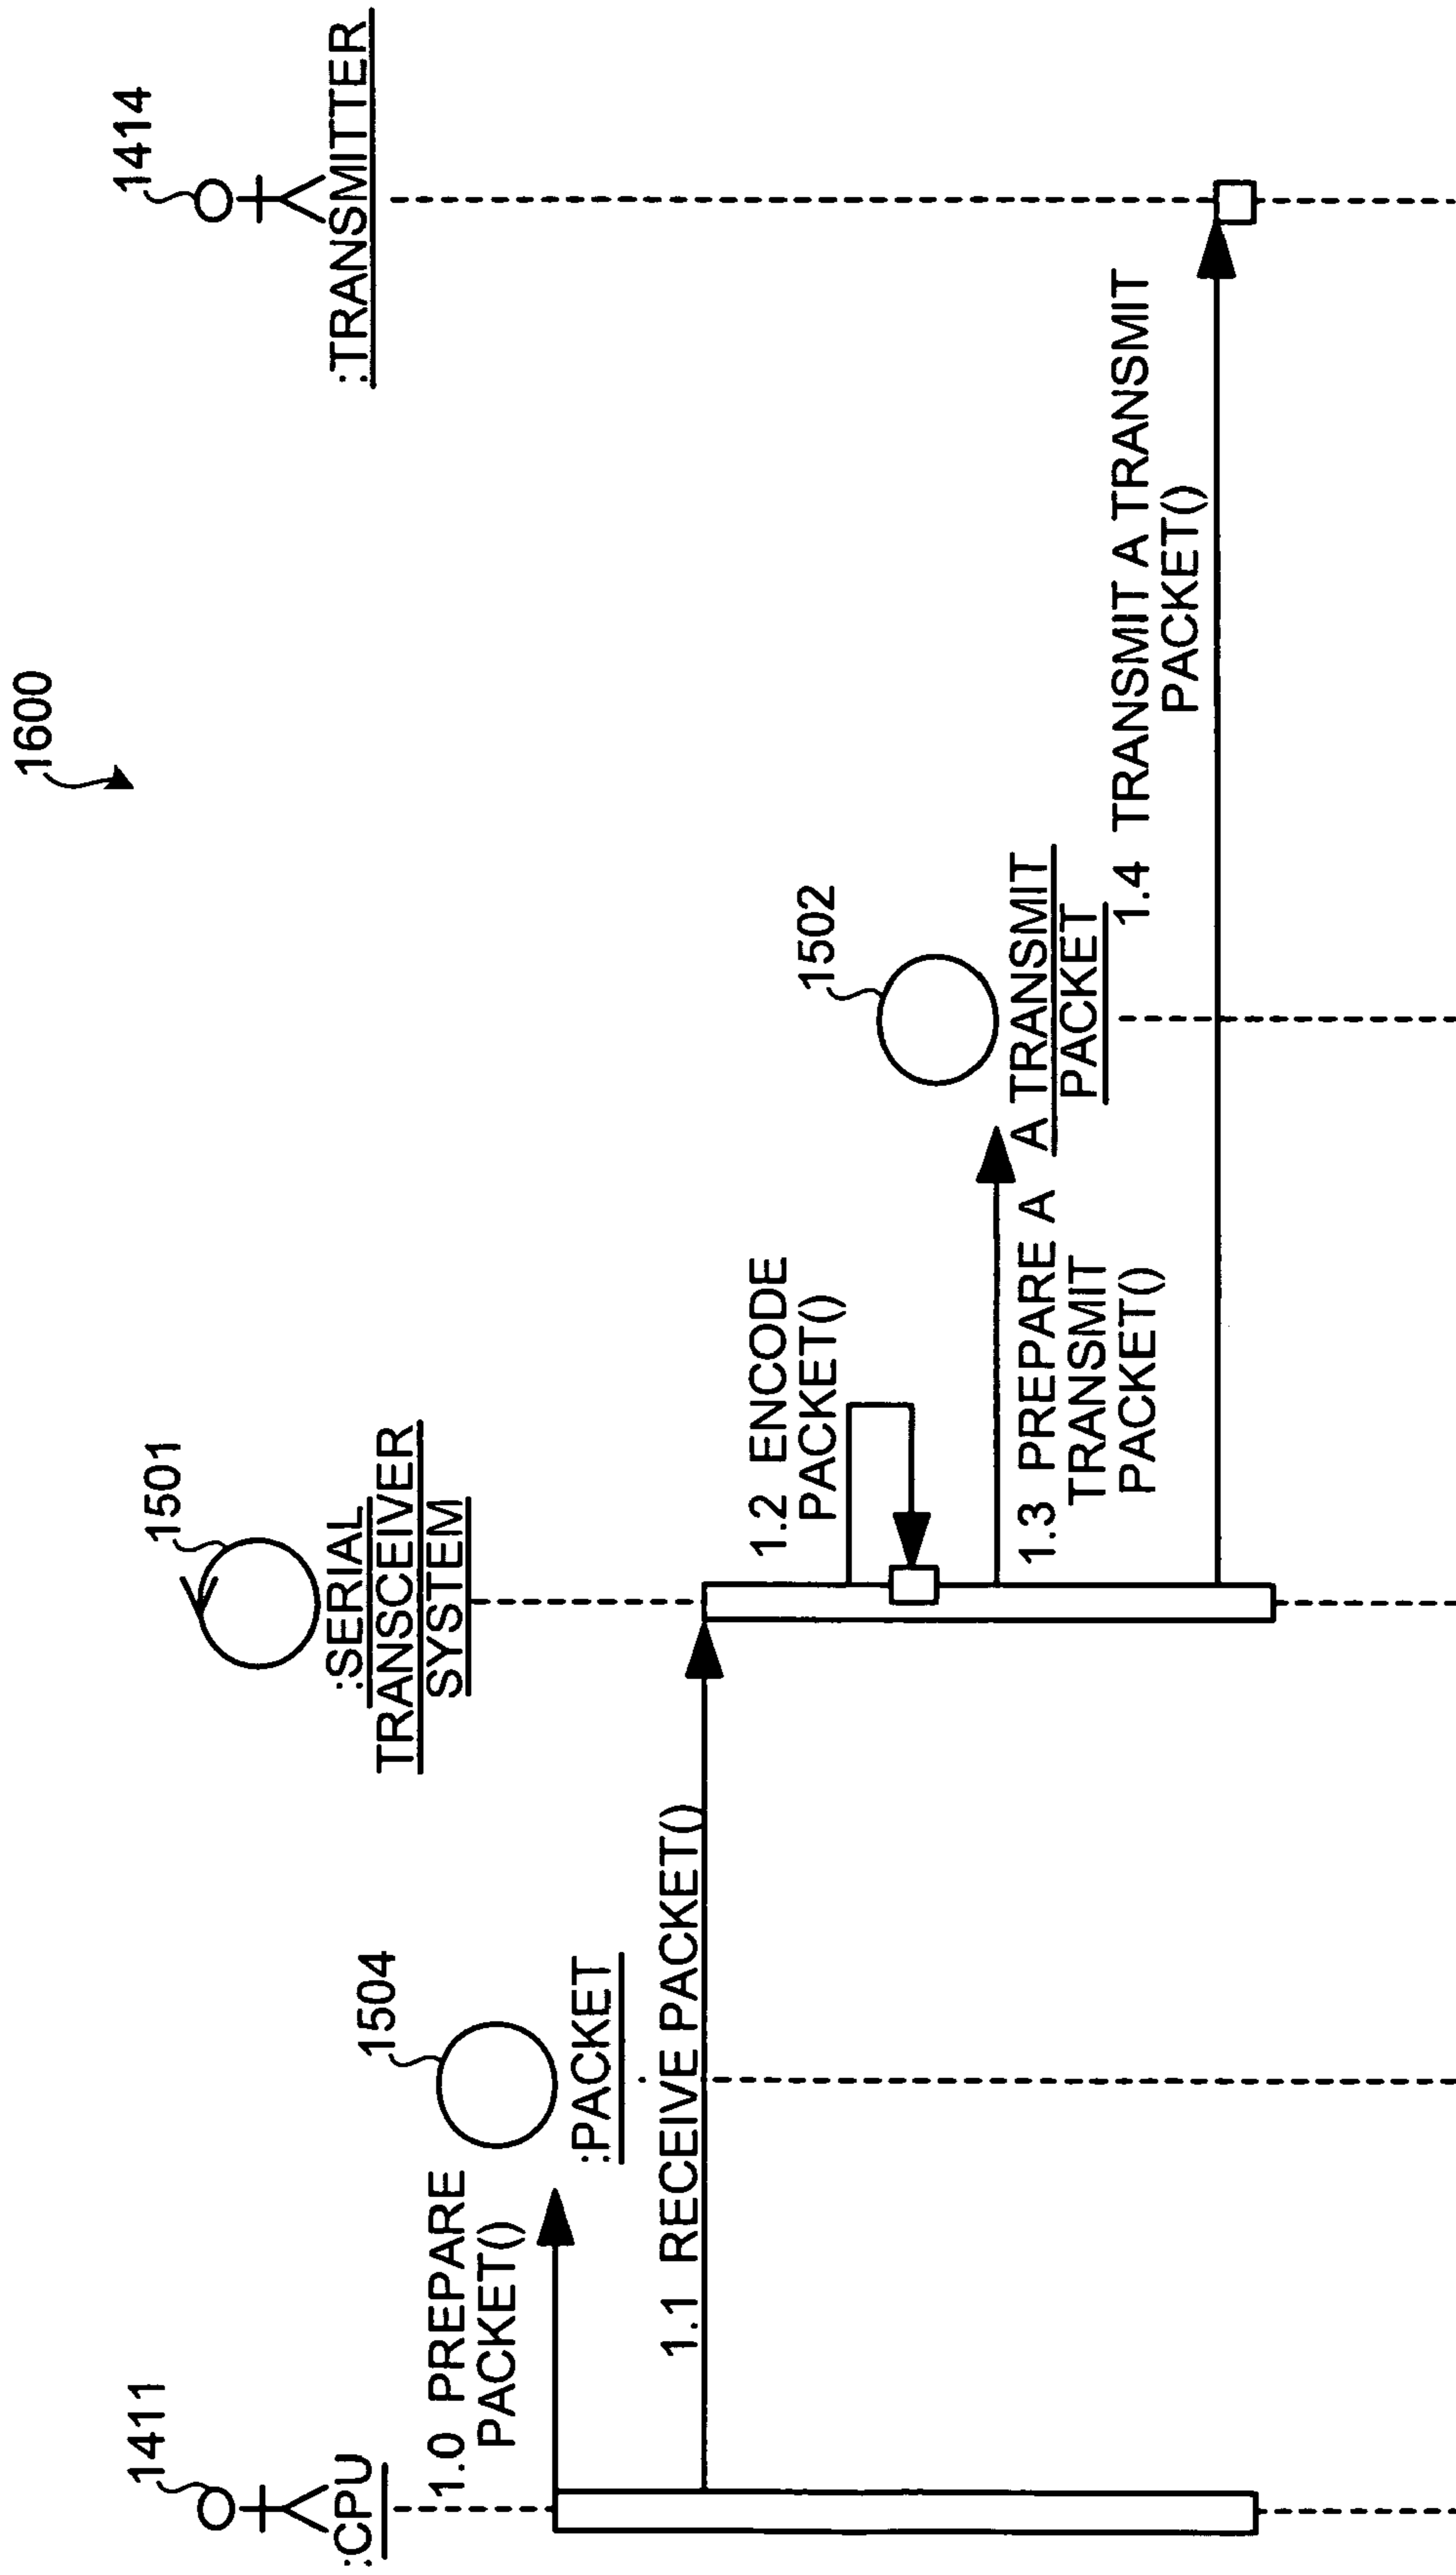 1600
1411
:CPU
1504
:PACKET
1501
:SERIAL
TRANSCEIVER
SYSTEM
1502
A TRANSMIT
PACKET
1414
:TRANSMITTER
1.0 PREPARE
PACKET()
1.1 RECEIVE PACKET()
1.2 ENCODE
PACKET()
1.3 PREPARE A
TRANSMIT
PACKET()
1.4 TRANSMIT A TRANSMIT
PACKET()